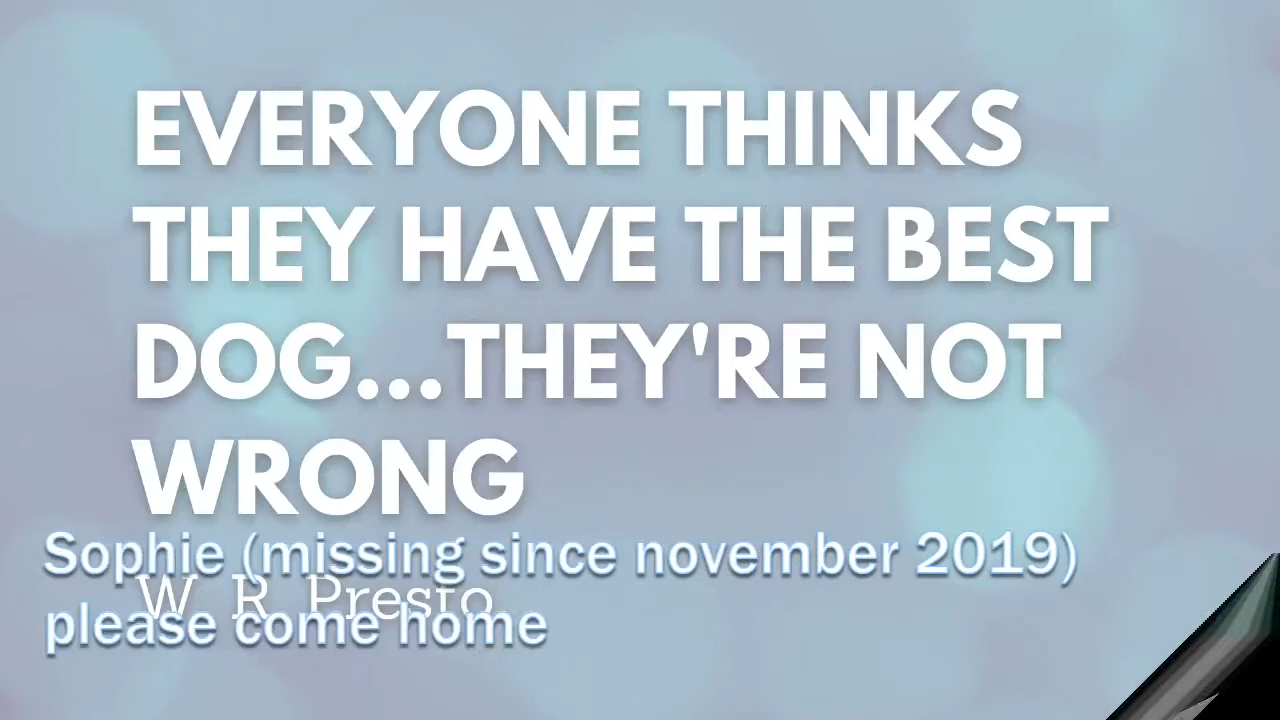 EVERYONE THINKS
THEY HAVE THE BEST
DOG...THEY'RE NOT
WRONG
Sophie (missing since november 2019)
W R Presto
please come home